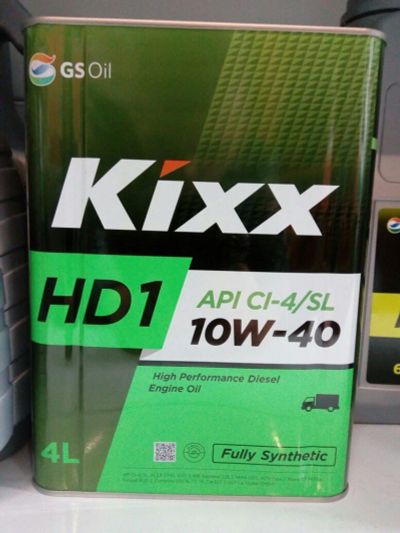 GS Oil
Kixx
HD1
API CI-4/SL
10W-40
High Performance Diesel
Engine Oil
4L
Fully Synthetic